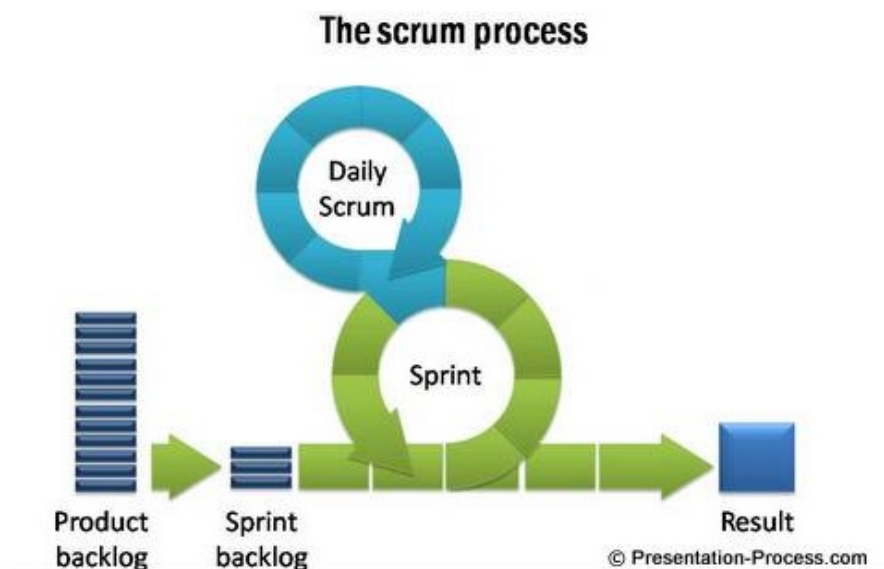 The scrum process
Daily
Scrum
Sprint
Product
backlog
Sprint
backlog
Result
© Presentation-Process.com